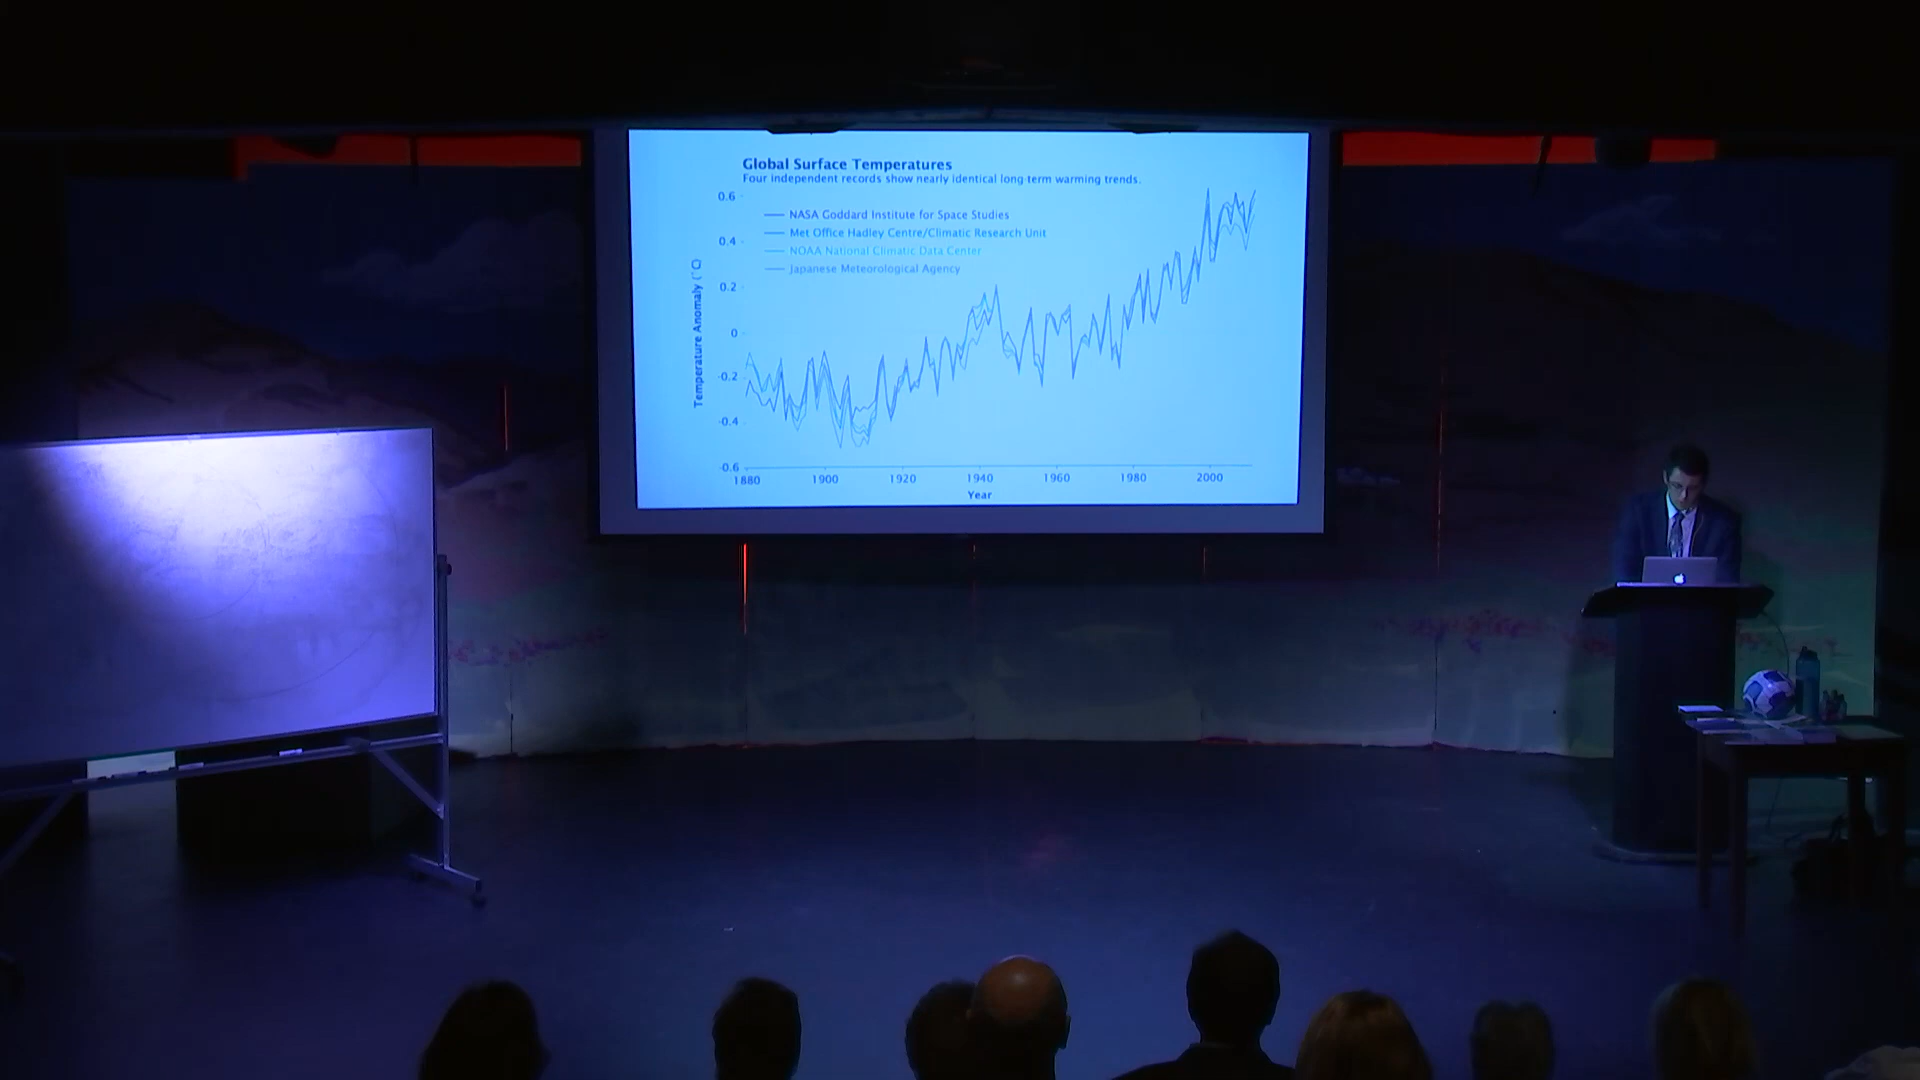 Global Surface Temperatures
Four independent records show nearly identical long-term warming trends.
0.6
NASA Goddard Institute for Space Studies
Met Office Hadley Centre/Climatic Research Unit
0.4
NOAA National Climatic Data Center
Japanese Meteorological Agency
Temperature Anomaly (˚C)
0.2
0
-0.2
-0.4
-0.6
1880 1900 1920 1940 1960 1980 2000
Year